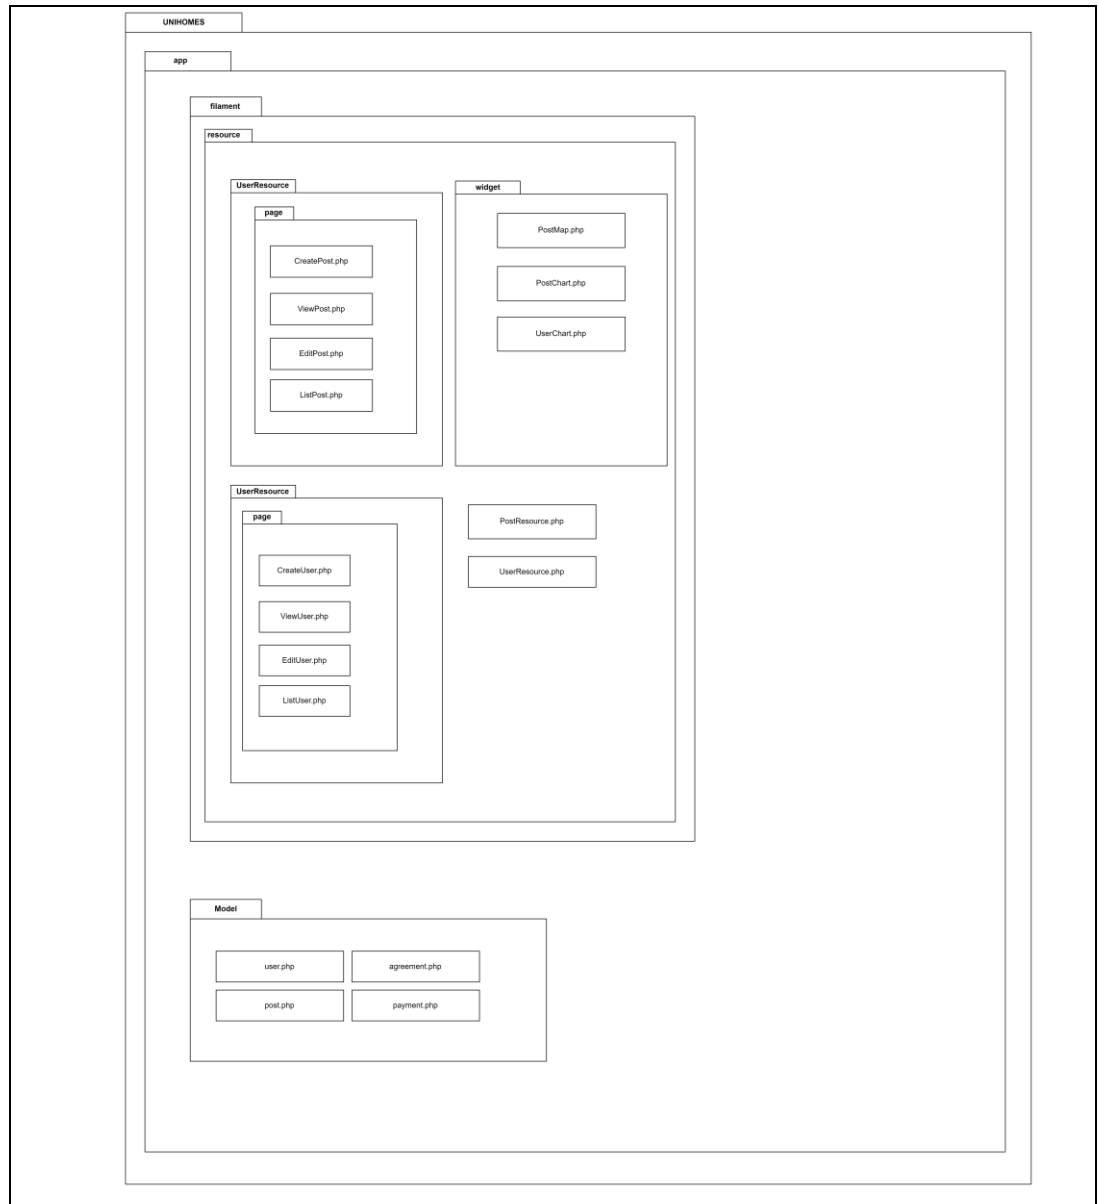 UNIHOMES
app
filament
resource
UserResource
page
CreatePost.php
ViewPost.php
EditPost.php
ListPost.php
widget
PostMap.php
PostChart.php
UserChart.php
UserResource
page
CreateUser.php
ViewUser.php
EditUser.php
ListUser.php
PostResource.php
UserResource.php
Model
user.php
agreement.php
post.php
payment.php